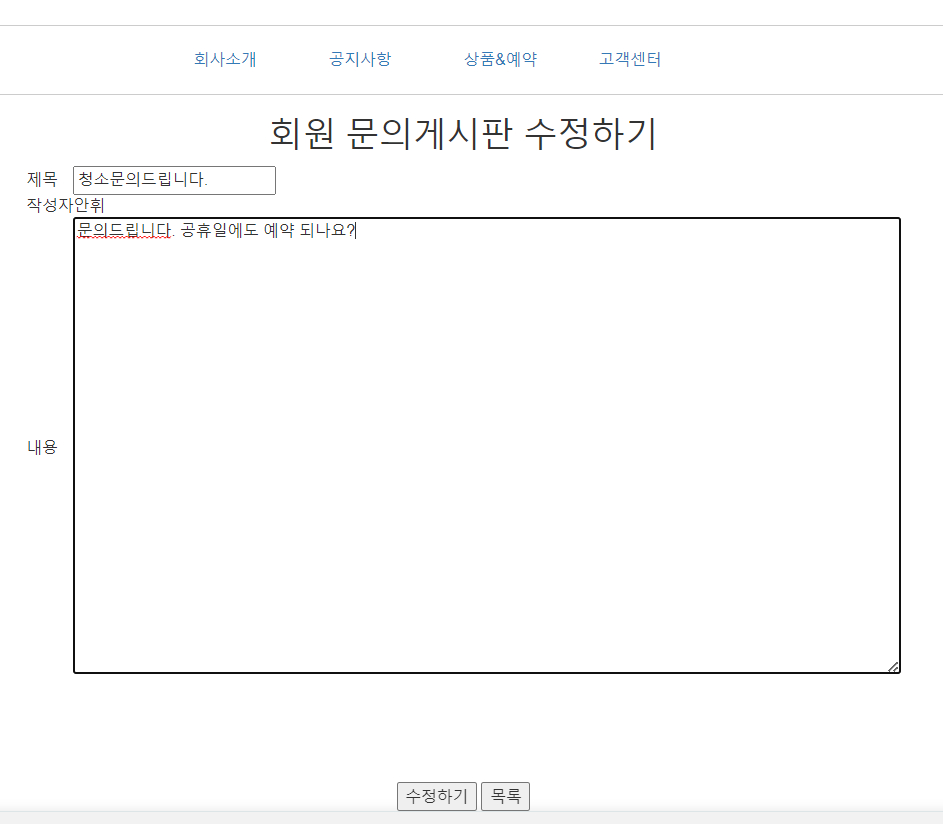 회사소개 공지사항 상품&예약 고객센터
회원 문의게시판 수정하기
제목 청소문의드립니다.
작성자안휘
문의드립니다. 공휴일에도 예약 되나요?
내용
수정하기 목록